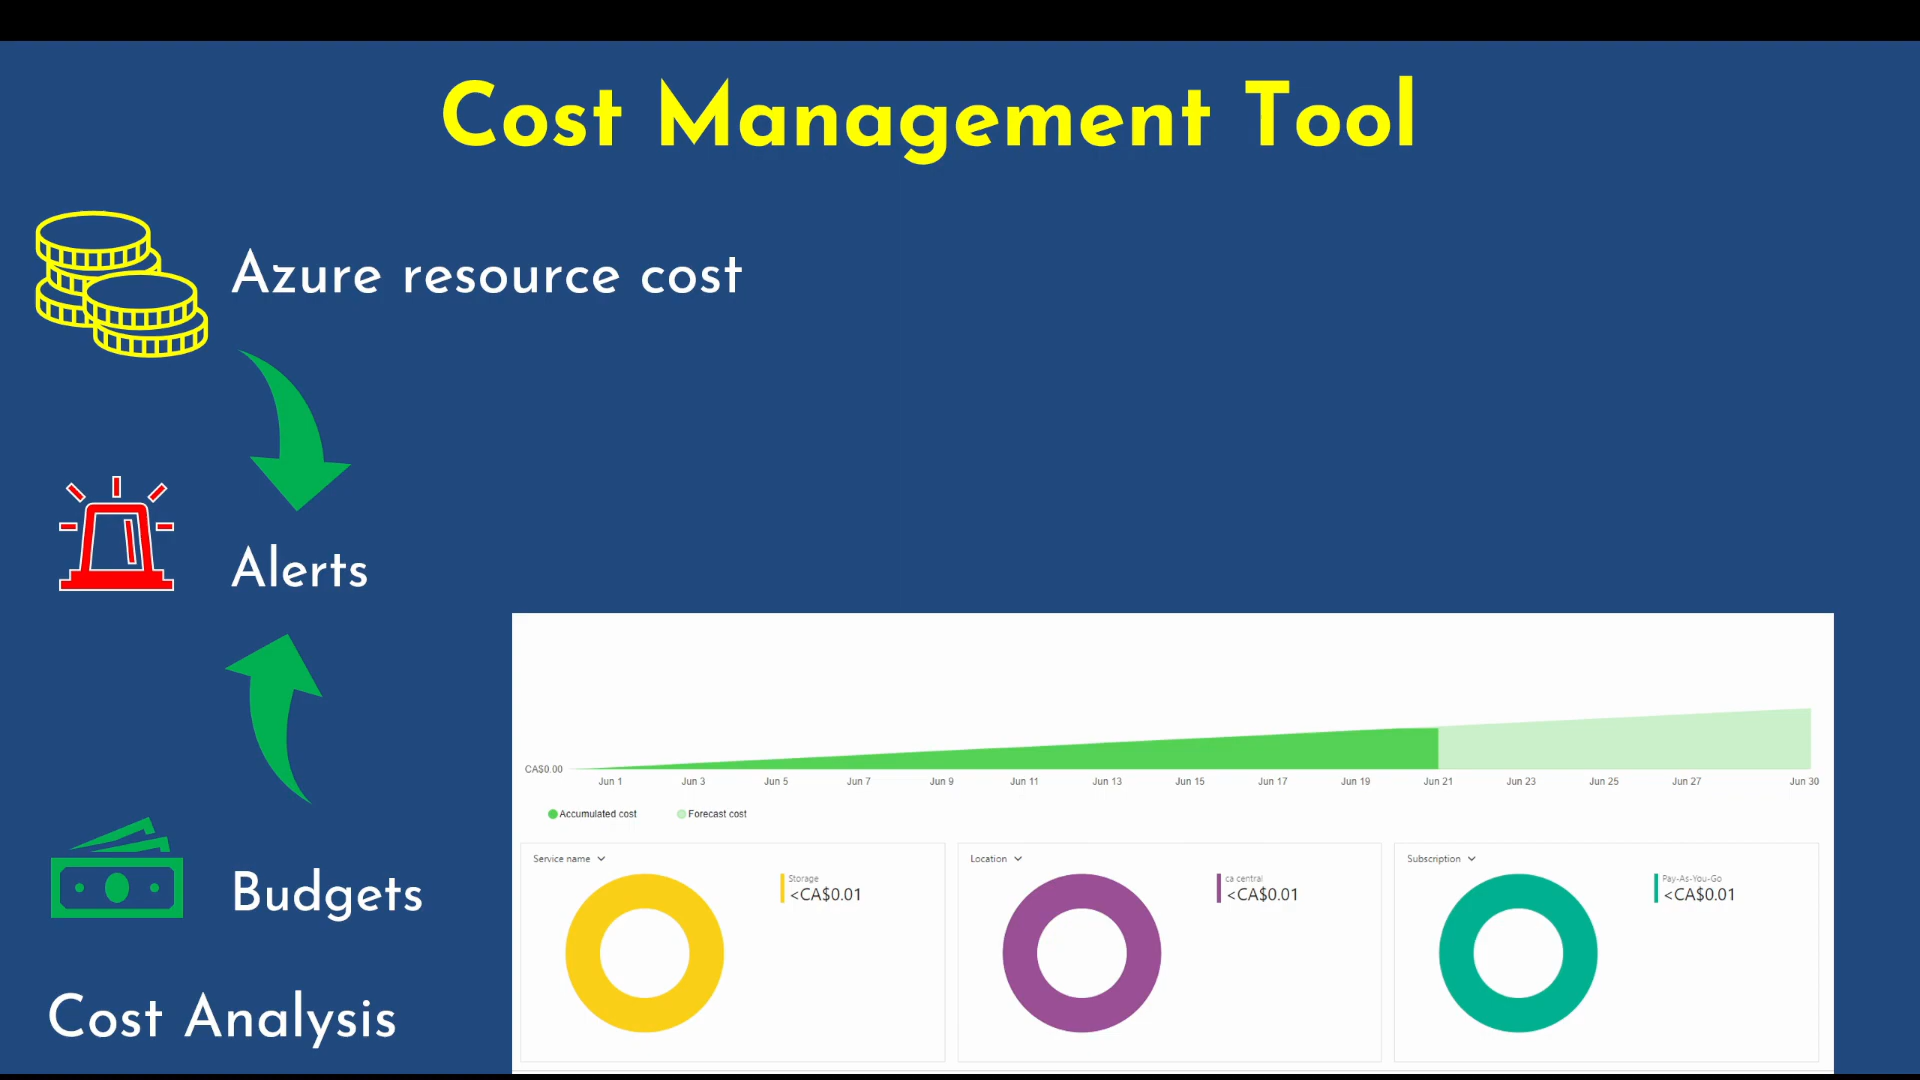 Cost Management Tool
Azure resource cost
Alerts
Budgets
Cost Analysis
CA$0.00
Jun 1 Jun 3 Jun 5 Jun 7 Jun 9 Jun 11 Jun 13 Jun 15 Jun 17 Jun 19 Jun 21 Jun 23 Jun 25 Jun 27 Jun 30
Accumulated cost Forecast cost
Service name
Storage
<CA$0.01
Location
ca central
<CA$0.01
Subscription
Pay-As-You-Go
<CA$0.01